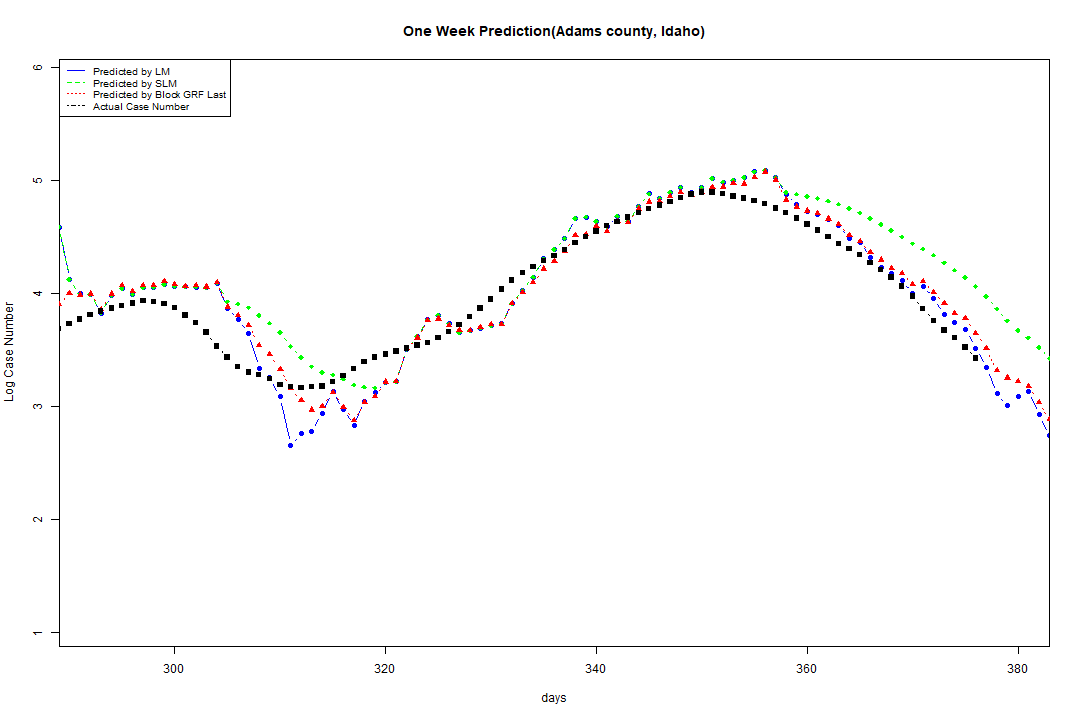 One Week Prediction(Adams county, Idaho)
Predicted by LM
Predicted by SLM
Predicted by Block GRF Last
Actual Case Number
6
5
4
3
2
1
Log Case Number
300 320 340 360 380
days